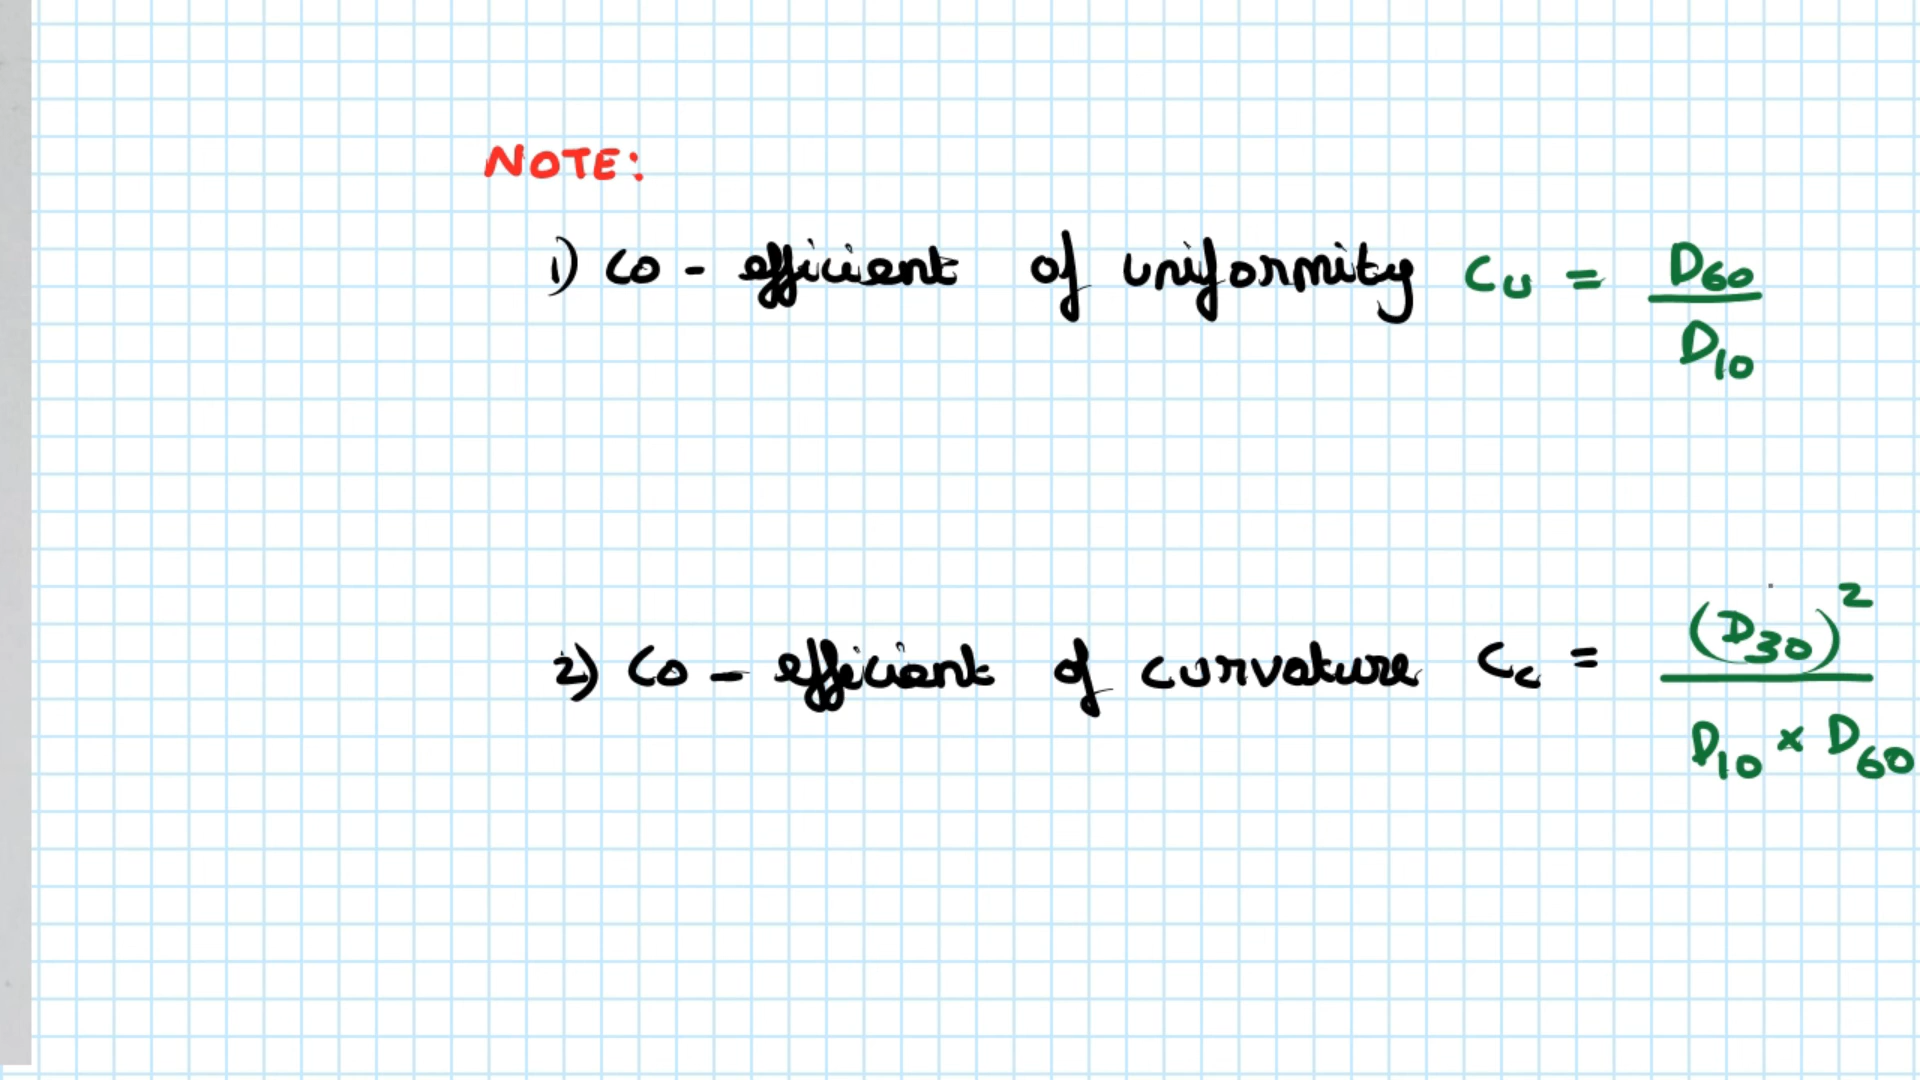 NOTE:
1) co - efficient of uniformity Cu = D60 / D10
2) Co - efficient of curvature Cc = (D30)² / D10 × D60